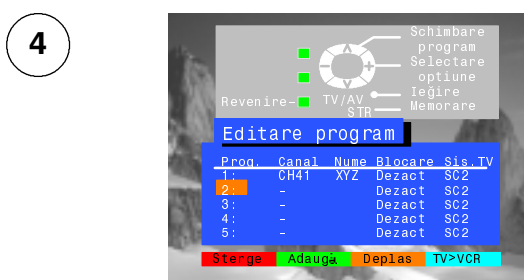 4
Schimbare
program
Selectare
optiune
Ieğire
Revenire- TV/AV
STR Memorare
Editare program
Prog. Canal Nume Blocare Sis.TV
1: CH41 XYZ Dezact SC2
2: - Dezact SC2
3: - Dezact SC2
4: - Dezact SC2
5: - Dezact SC2
Sterge Adaugà Deplas TV>VCR